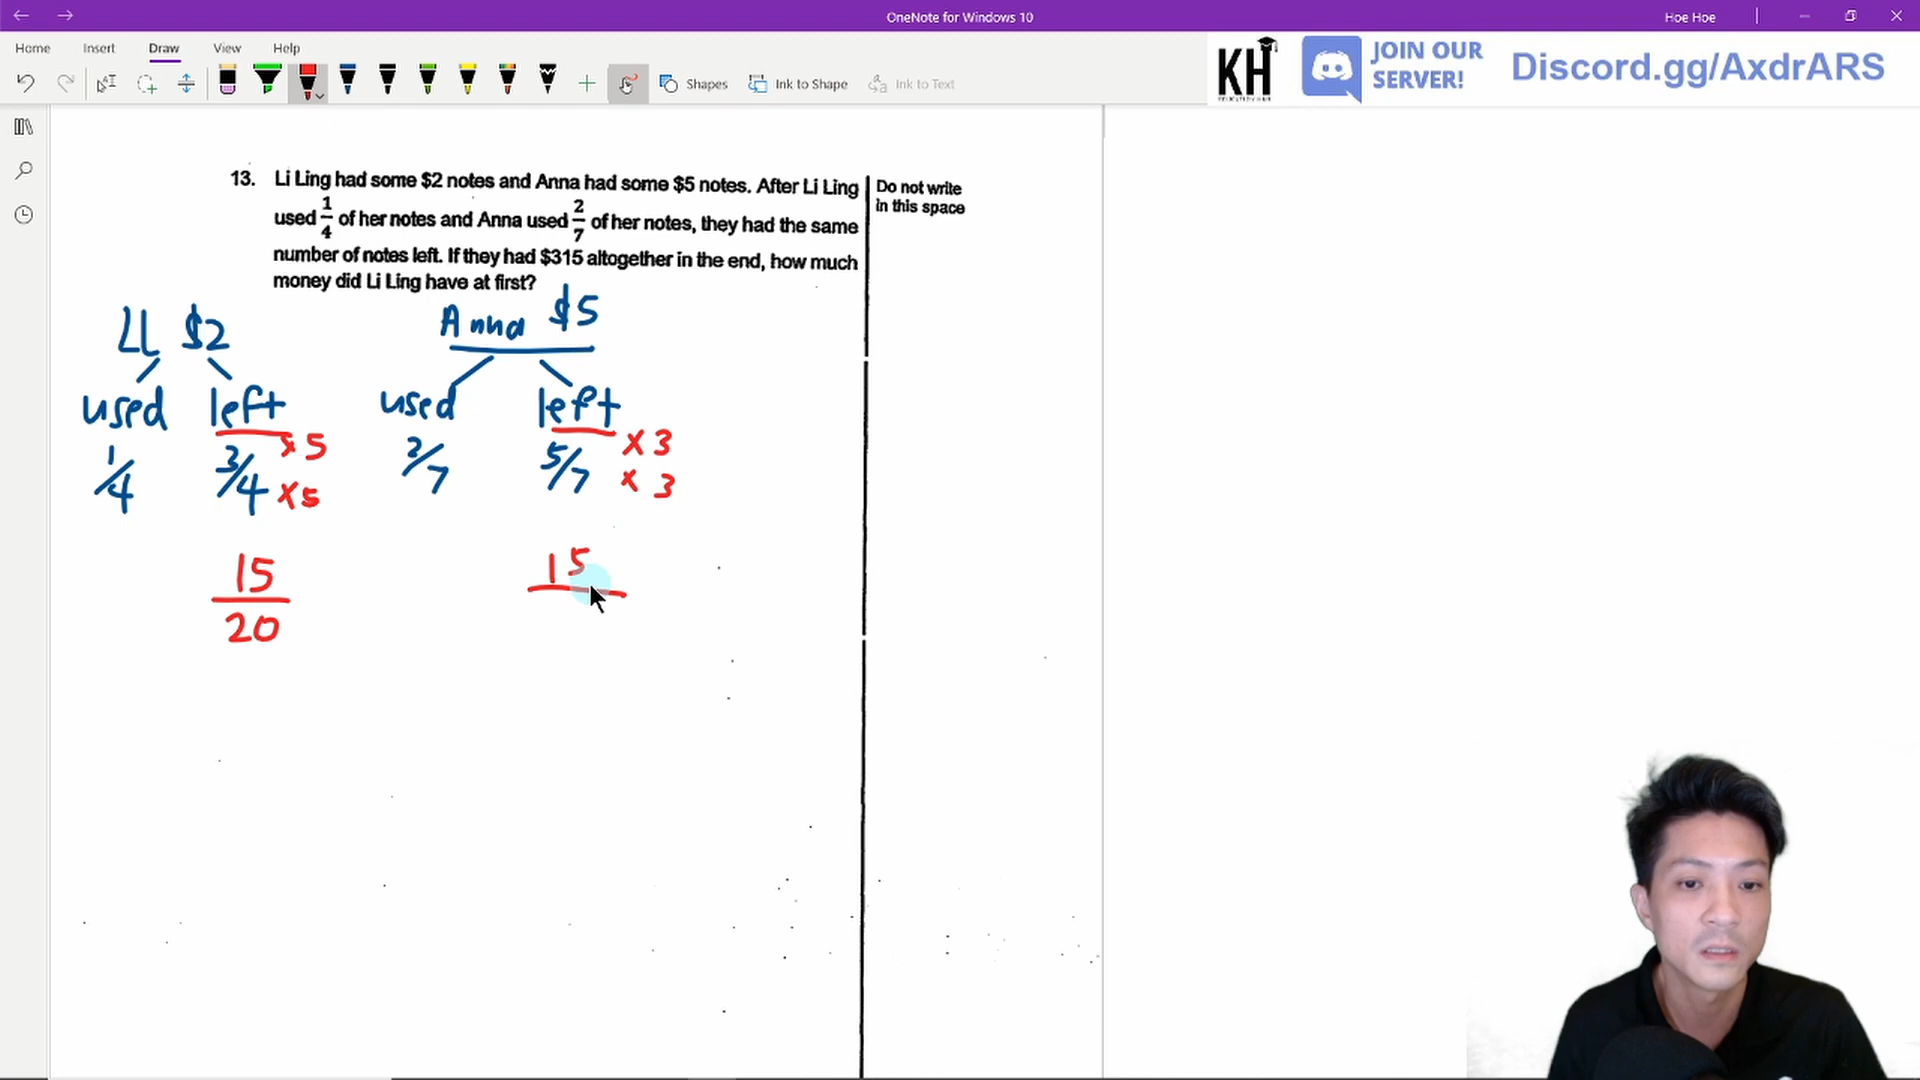 OneNote for Windows 10
Hoe Hoe
Home Insert Draw View Help
Shapes
Ink to Shape
Ink to Text
KH
JOIN OUR
SERVER!
Discord.gg/AxdrARS
13. Li Ling had some $2 notes and Anna had some $5 notes. After Li Ling
used 1/4 of her notes and Anna used 2/7 of her notes, they had the same
number of notes left. If they had $315 altogether in the end, how much
money did Li Ling have at first?
Do not write
in this space
LL $2
Anna $5
used left used left
1/4 3/4 ×5 ×5 2/7 5/7 ×3 ×3
15
20
15